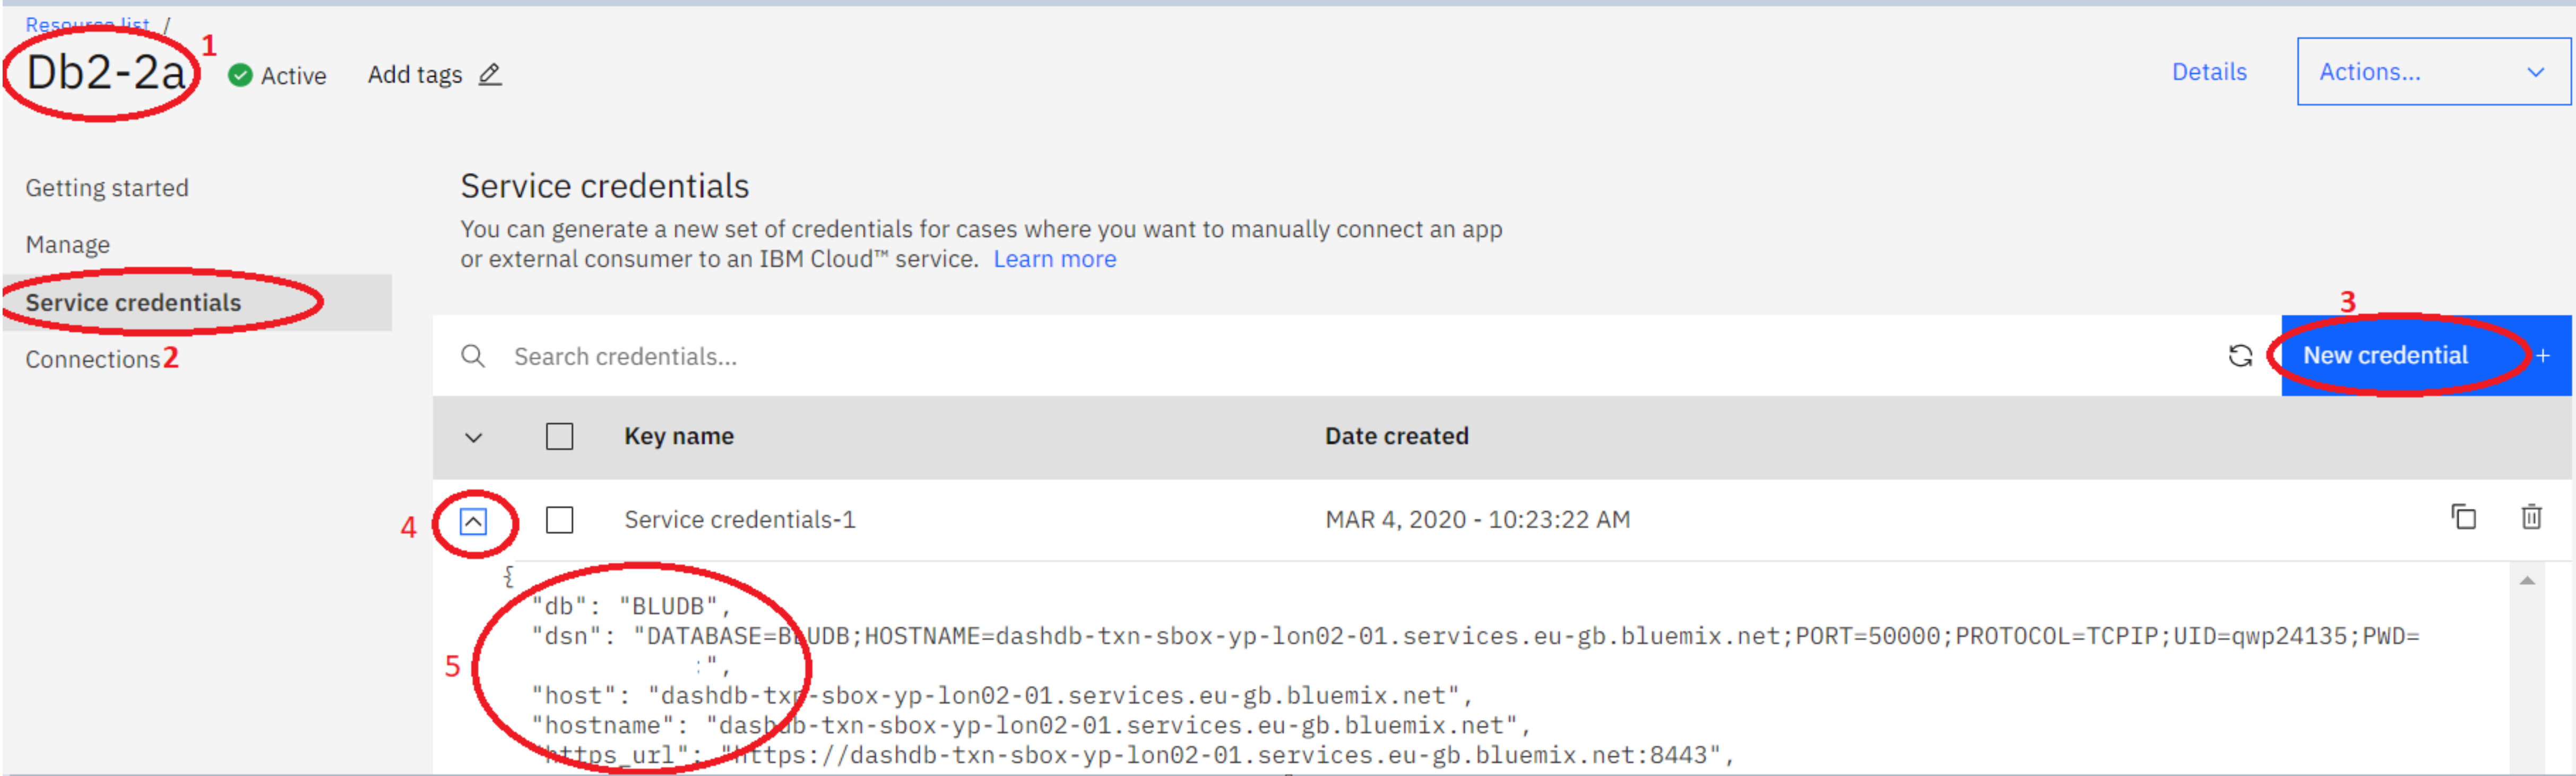 Resource list /
Db2-2a 1 Active Add tags Details Actions...
Getting started
Manage
Service credentials
Connections 2
Service credentials
You can generate a new set of credentials for cases where you want to manually connect an app
or external consumer to an IBM Cloud™ service. Learn more
3
Search credentials... New credential +
Key name Date created
4 Service credentials-1 MAR 4, 2020 - 10:23:22 AM
{
"db": "BLUDB",
"dsn": "DATABASE=BLUDB;HOSTNAME=dashdb-txn-sbox-yp-lon02-01.services.eu-gb.bluemix.net;PORT=50000;PROTOCOL=TCPIP;UID=qwp24135;PWD=
5 :",
"host": "dashdb-txn-sbox-yp-lon02-01.services.eu-gb.bluemix.net",
"hostname": "dashdb-txn-sbox-yp-lon02-01.services.eu-gb.bluemix.net",
"https_url": "https://dashdb-txn-sbox-yp-lon02-01.services.eu-gb.bluemix.net:8443",